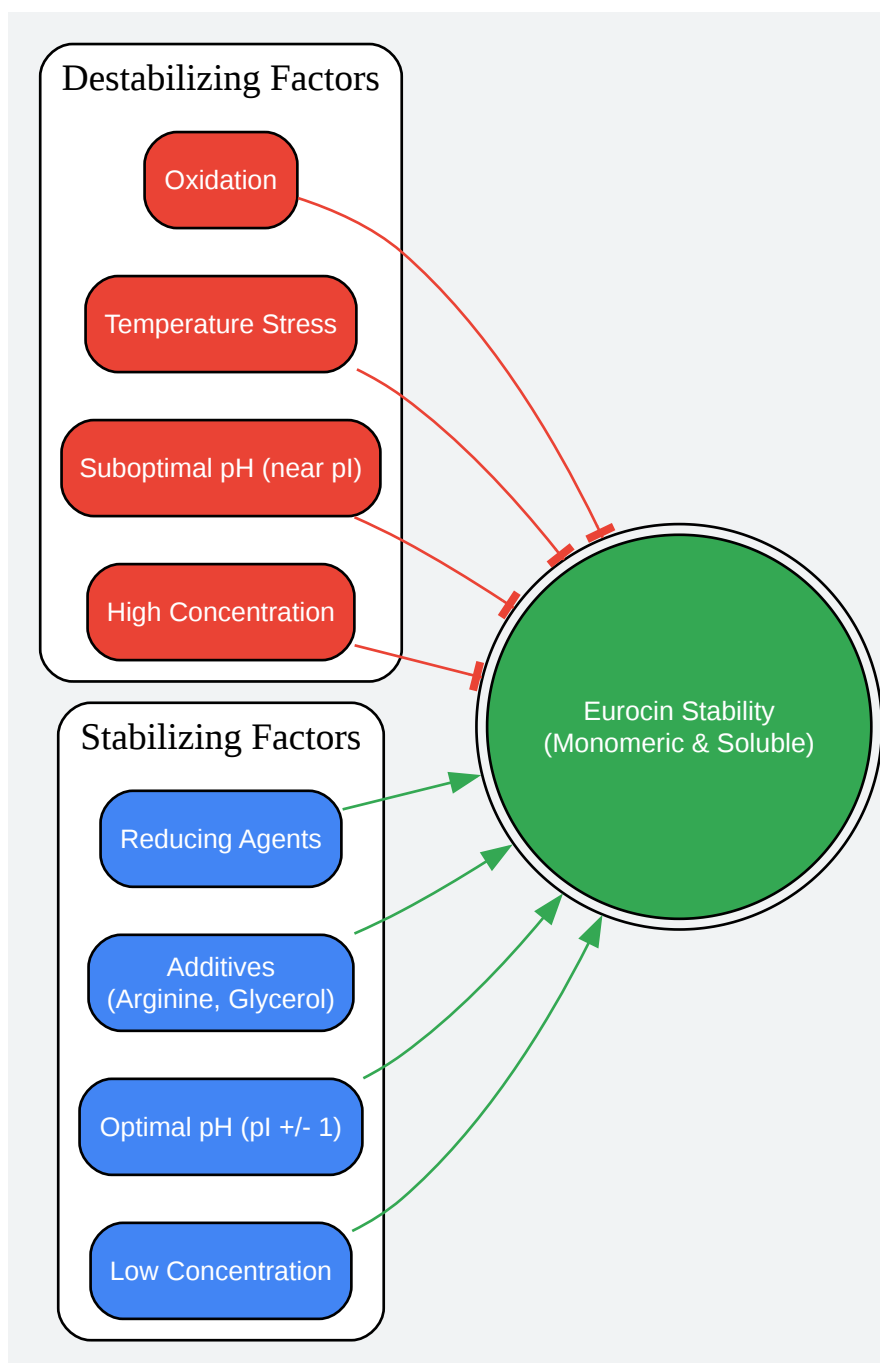 Destabilizing Factors
Oxidation
Temperature Stress
Suboptimal pH (near pI)
High Concentration
Eurocin Stability
(Monomeric & Soluble)
Stabilizing Factors
Reducing Agents
Additives
(Arginine, Glycerol)
Optimal pH (pI +/- 1)
Low Concentration